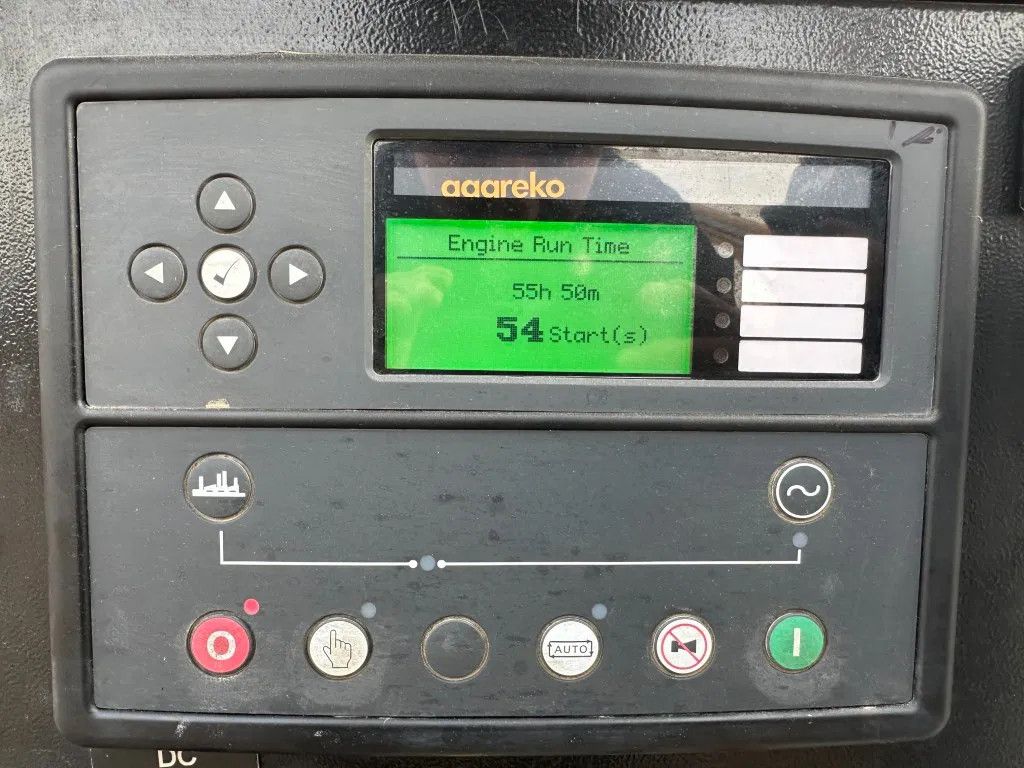 aaareko
Engine Run Time
55h 50m
54 Start(s)
O
AUTO
I
DC